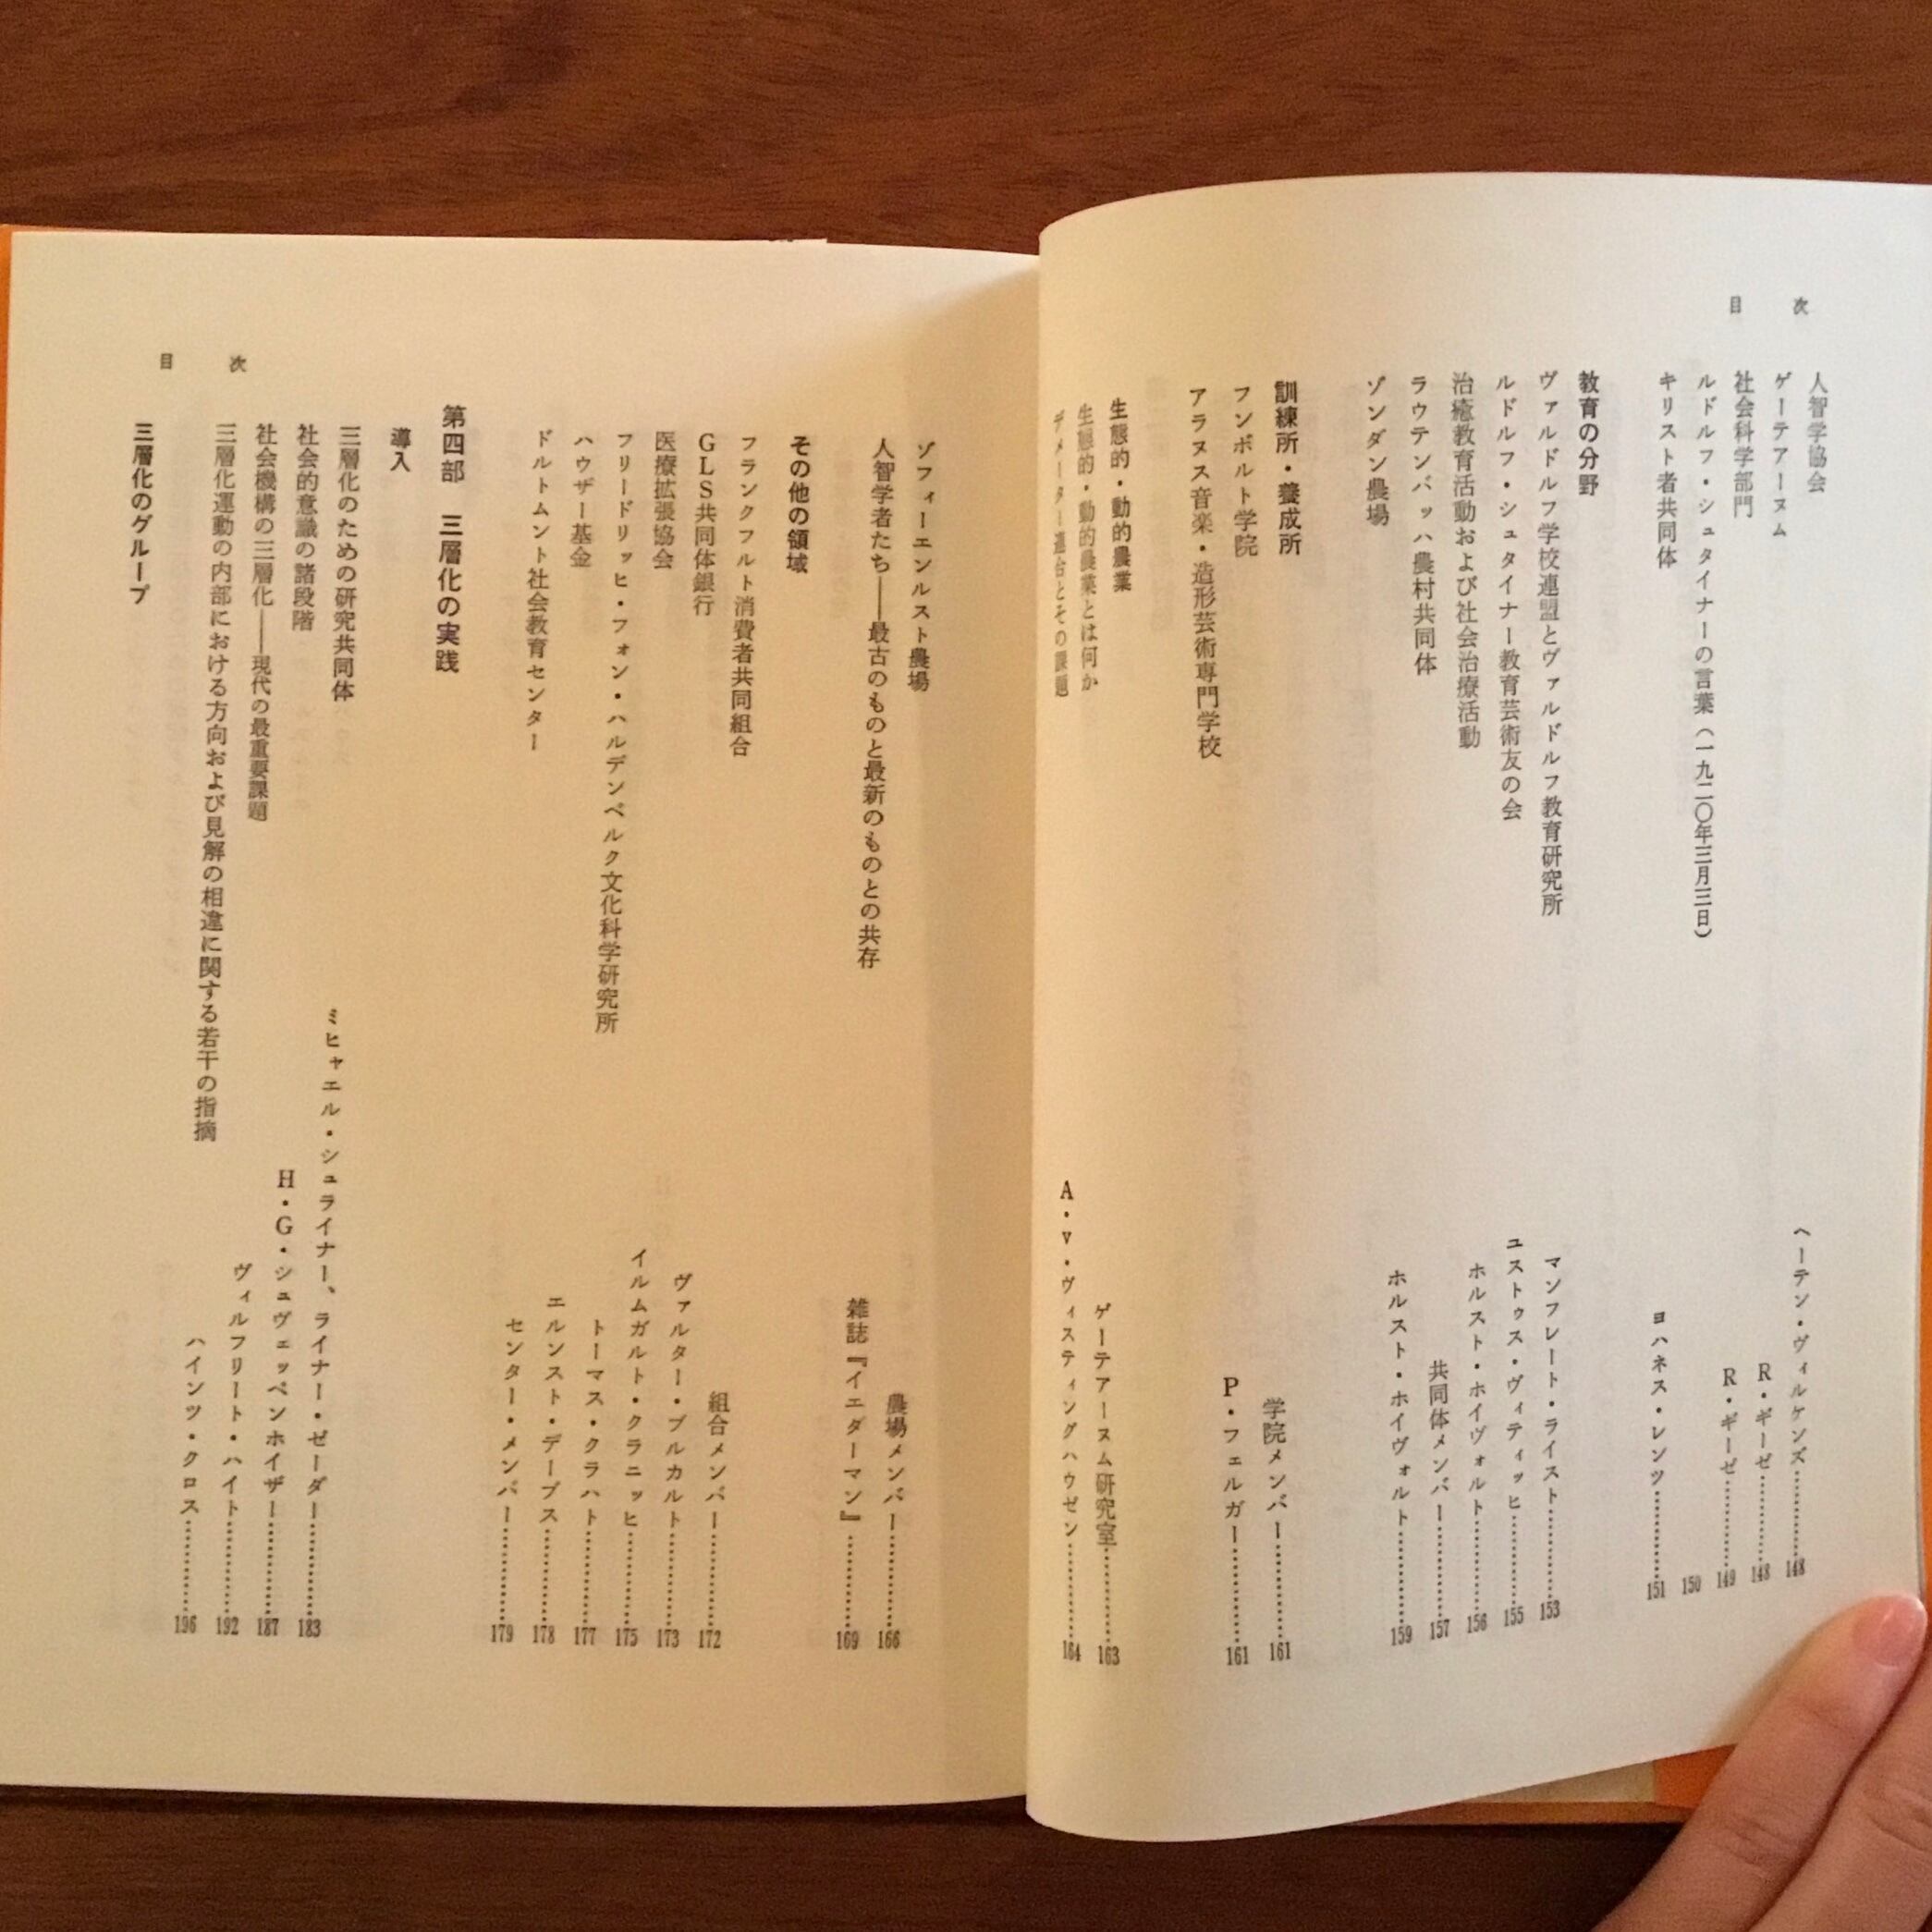 目次
人智学協会 ヘーテン・ヴィルケンズ…………148
ゲーテアーヌム R・ギーゼ…………148
社会科学部門 R・ギーゼ…………149
ルドルフ・シュタイナーの言葉(一九二〇年三月三日) 150
キリスト者共同体 ヨハネス・レンツ…………151
教育の分野
ヴァルドルフ学校連盟とヴァルドルフ教育研究所 マンフレート・ライスト…………153
ルドルフ・シュタイナー教育芸術友の会 ユストゥス・ヴィティッヒ…………155
治癒教育活動および社会治療活動 ホルスト・ホイヴォルト…………156
ラウテンバッハ農村共同体 共同体メンバー…………157
ゾンダン農場 ホルスト・ホイヴォルト…………159
訓練所・養成所
フンボルト学院 学院メンバー…………161
アラヌス音楽・造形芸術専門学校 P・フェルガー…………161
生態的・動的農業
生態的・動的農業とは何か ゲーテアーヌム研究室…………163
デメーター連合とその課題 A・v・ヴィスティングハウゼン…………164
ゾフィーエンルスト農場 農場メンバー…………166
人智学者たち――最古のものと最新のものとの共存 雑誌『イエダーマン』…………169
その他の領域
フランクフルト消費者共同組合 組合メンバー…………172
GLS共同体銀行 ヴァルター・ブルカルト…………173
医療拡張協会 イルムガルト・クラニッヒ…………175
フリードリッヒ・フォン・ハルデンベルク文化科学研究所 トーマス・クラハト…………177
ハウザー基金 エルンスト・デーブス…………178
ドルトムント社会教育センター センター・メンバー…………179
第四部 三層化の実践
導入
三層化のための研究共同体 ミヒャエル・シュライナー、ライナー・ゼーダー…………183
社会的意識の諸段階 H・G・シュヴェッペンホイザー…………187
社会機構の三層化――現代の最重要課題 ヴィルフリート・ハイト…………192
三層化運動の内部における方向および見解の相違に関する若干の指摘 ハインツ・クロス…………196
三層化のグループ
目次